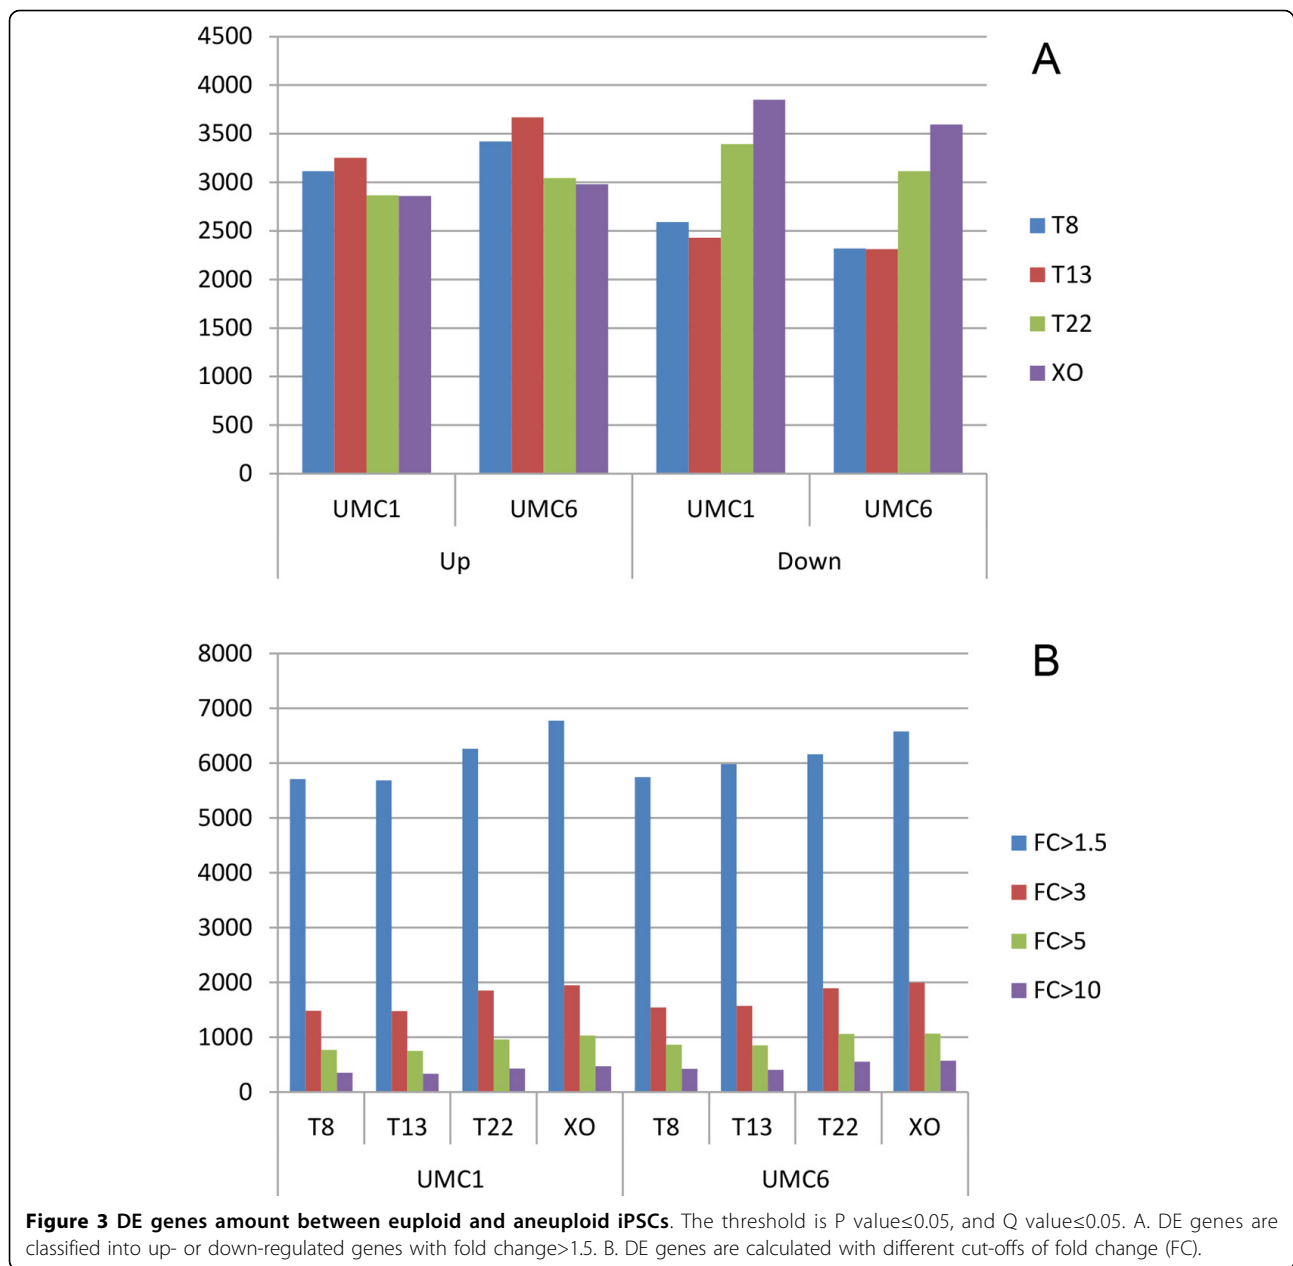 4500
4000
3500
3000
2500
2000
1500
1000
500
0
UMC1 UMC6 UMC1 UMC6
Up Down
A
T8
T13
T22
XO
8000
7000
6000
5000
4000
3000
2000
1000
0
T8 T13 T22 XO T8 T13 T22 XO
UMC1 UMC6
B
FC>1.5
FC>3
FC>5
FC>10
Figure 3 DE genes amount between euploid and aneuploid iPSCs. The threshold is P value≤0.05, and Q value≤0.05. A. DE genes are
classified into up- or down-regulated genes with fold change>1.5. B. DE genes are calculated with different cut-offs of fold change (FC).